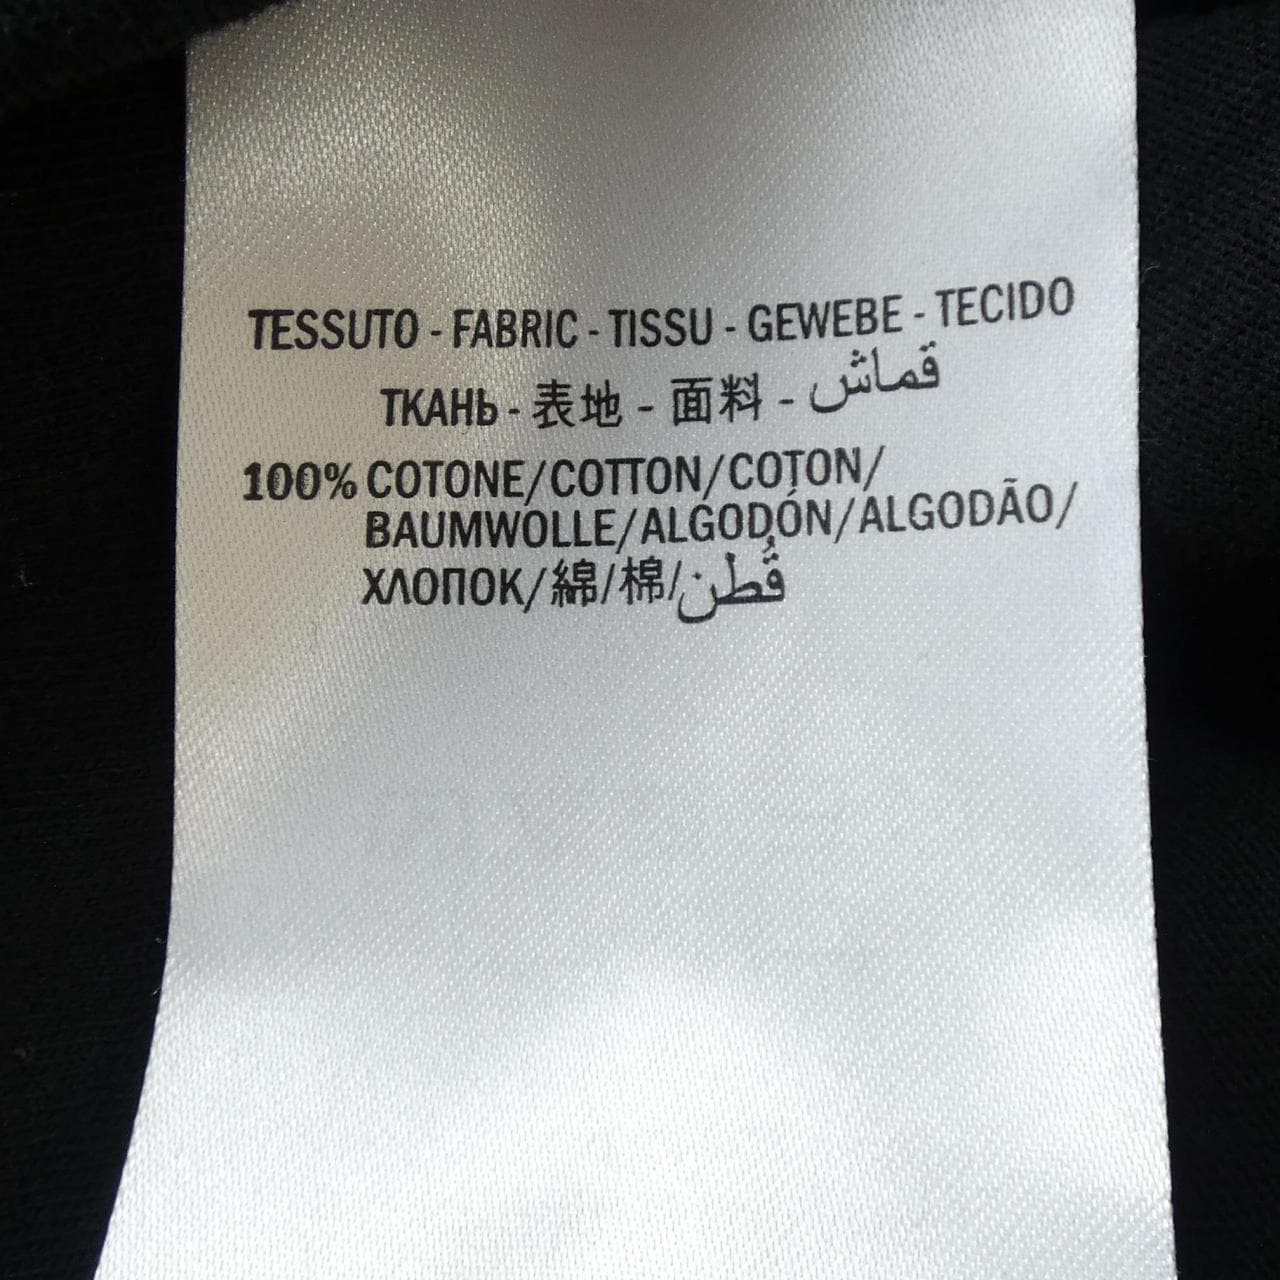 TESSUTO - FABRIC - TISSU - GEWEBE - TECIDO
ТКАНЬ - 表地 - 面料 - قماش
100% COTONE/COTTON/COTON/
BAUMWOLLE/ALGODÓN/ALGODÃO/
ХЛОПОК/綿/棉/قُطن